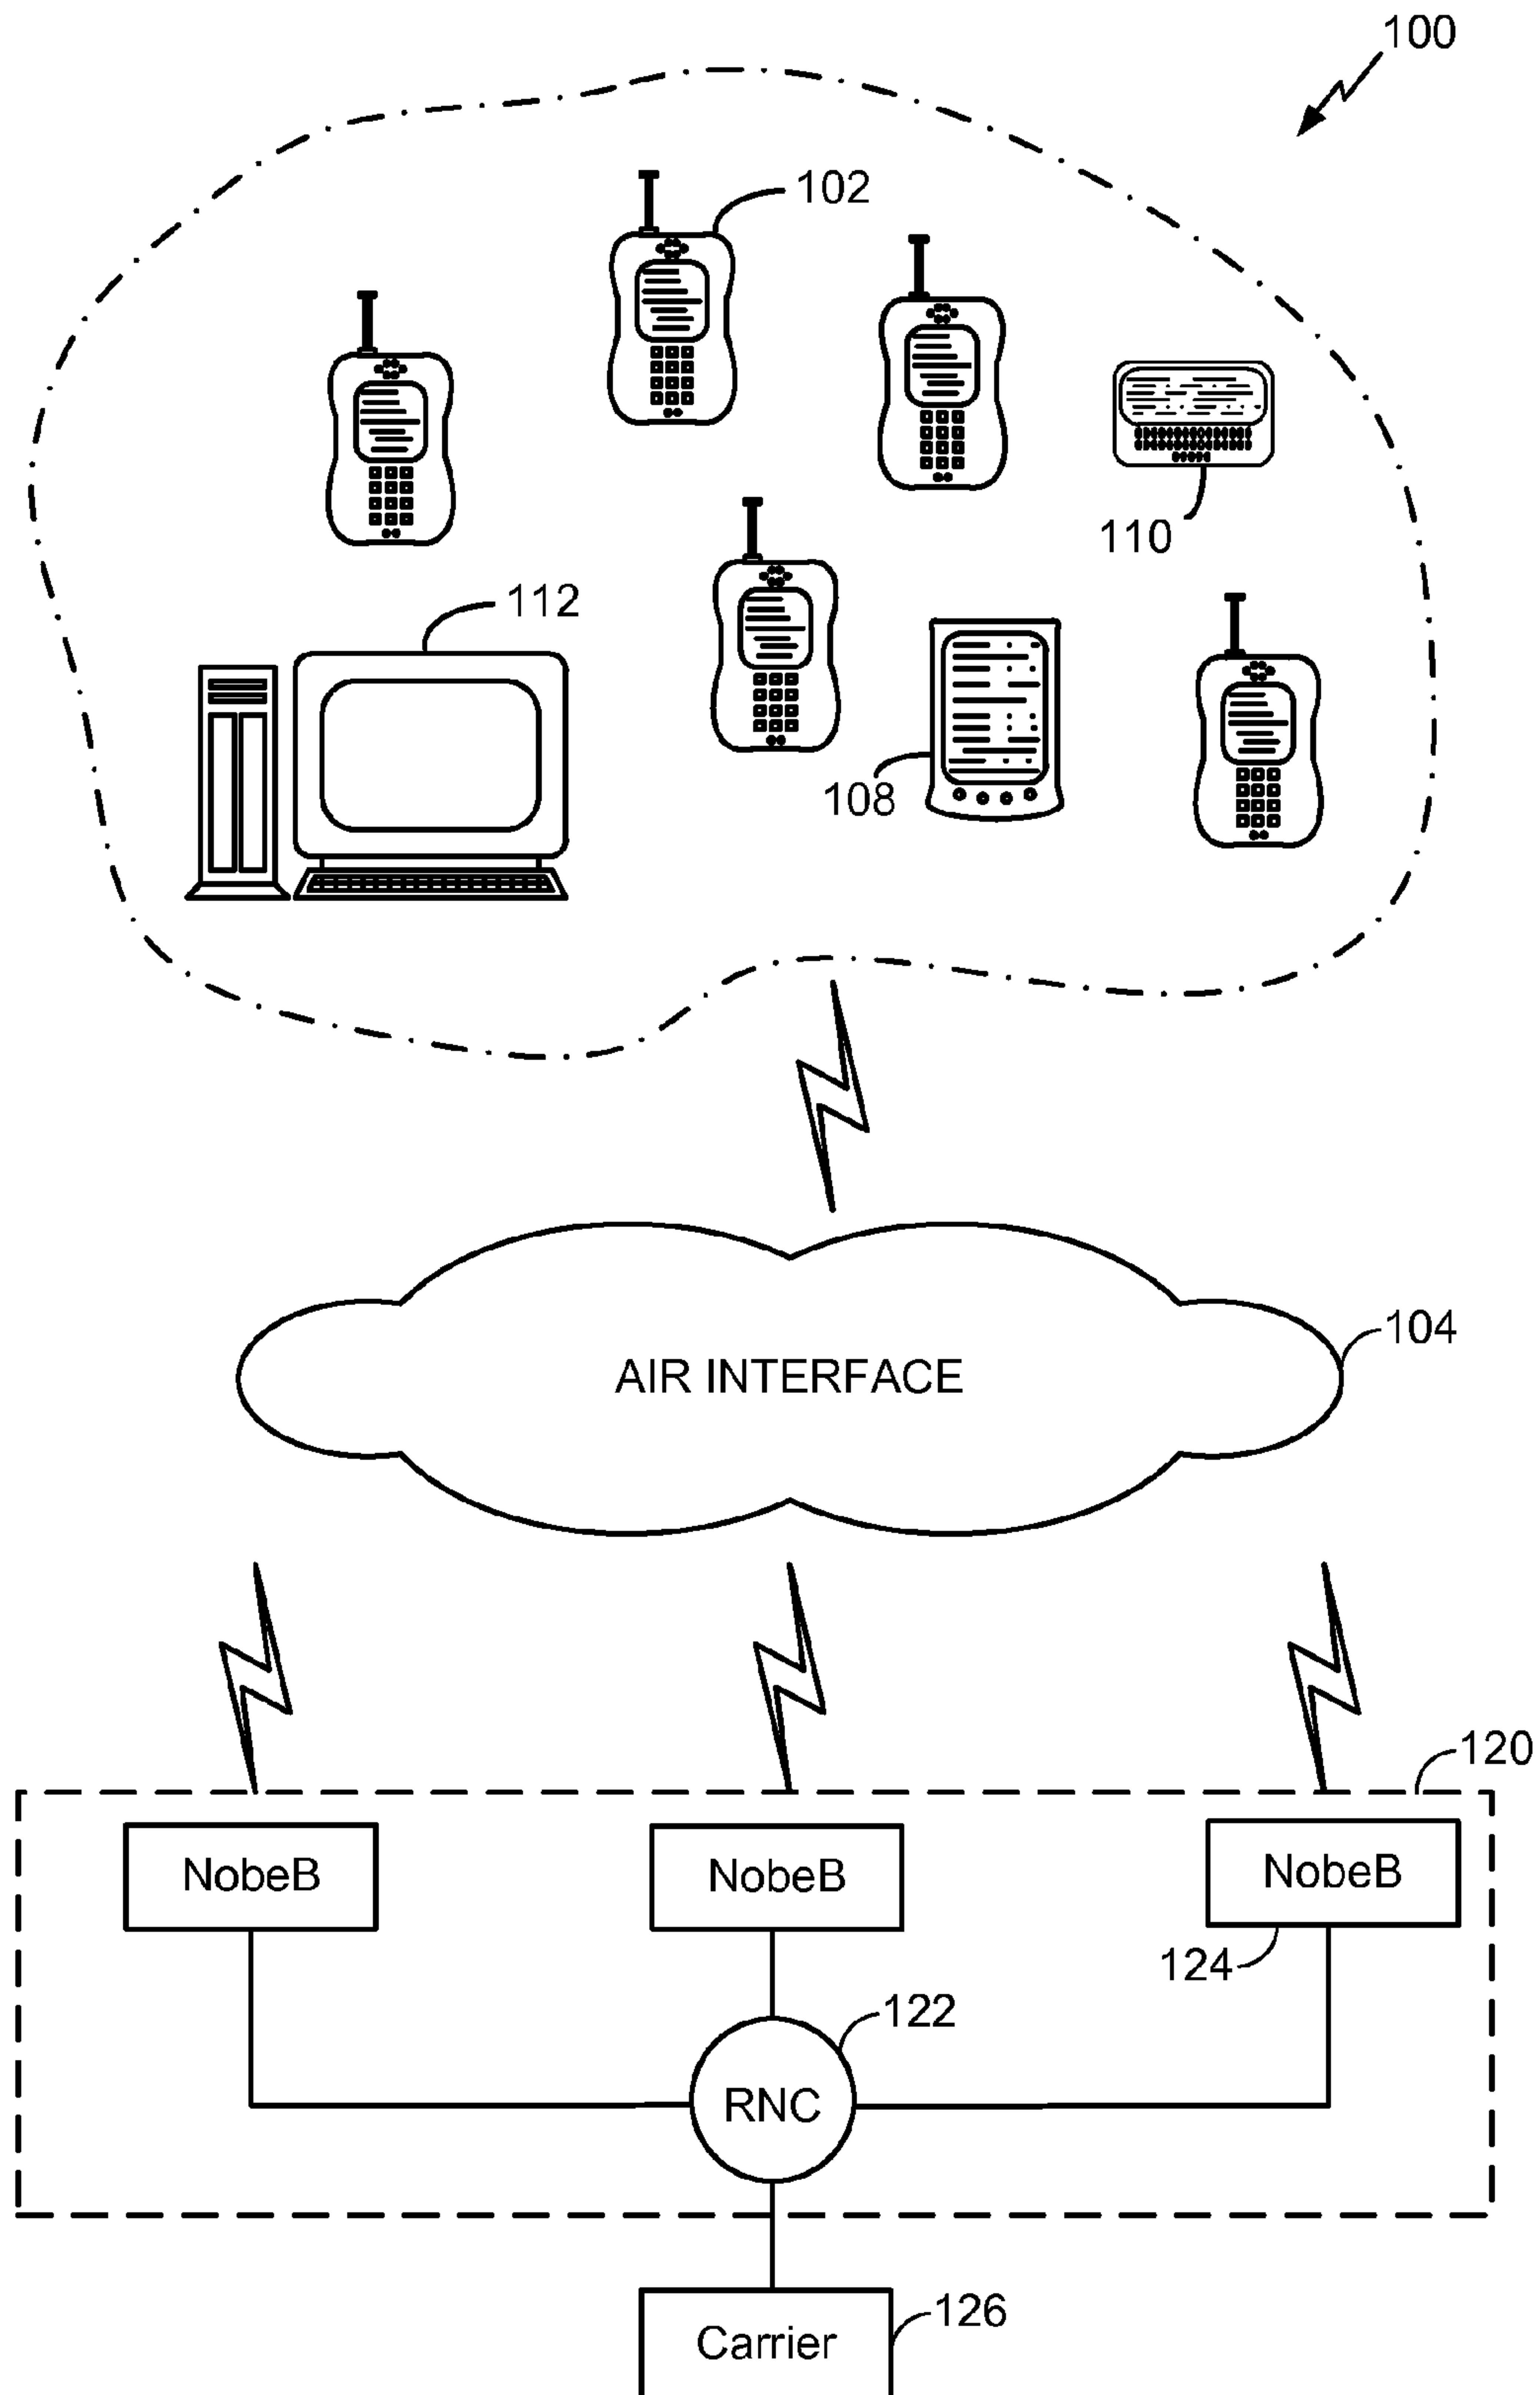 100
102
110
112
108
104
AIR INTERFACE
120
NobeB
NobeB
NobeB
124
122
RNC
126
Carrier